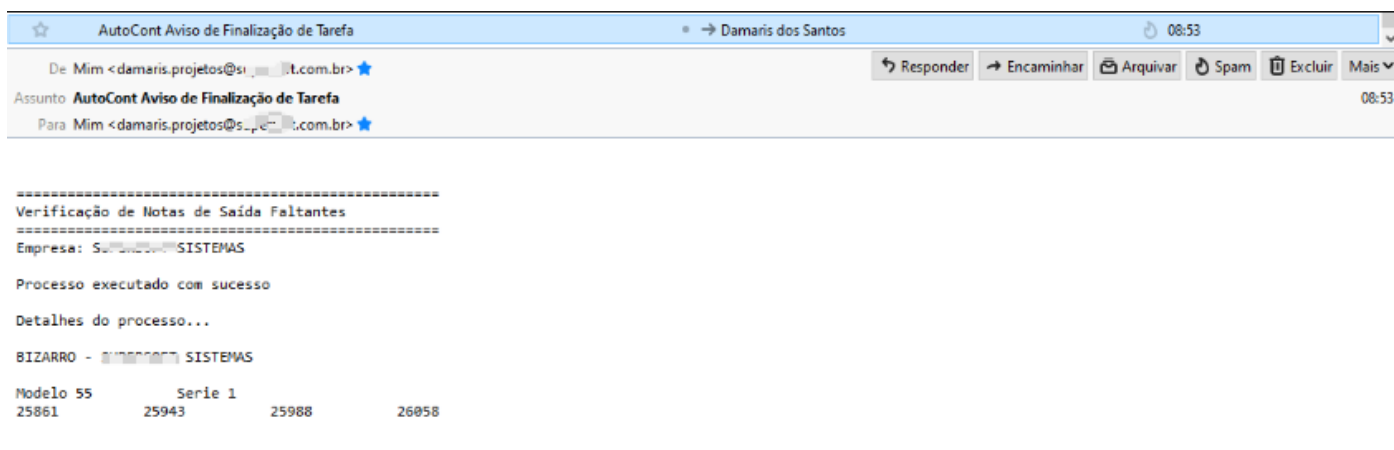 AutoCont Aviso de Finalização de Tarefa → Damaris dos Santos 08:53
De Mim <damaris.projetos@s .com.br> Responder Encaminhar Arquivar Spam Excluir Mais
Assunto AutoCont Aviso de Finalização de Tarefa 08:53
Para Mim <damaris.projetos@s .com.br>
==================================================
Verificação de Notas de Saída Faltantes
==================================================
Empresa: SISTEMAS
Processo executado com sucesso
Detalhes do processo...
BIZARRO - SISTEMAS
Modelo 55 Serie 1
25861 25943 25988 26058